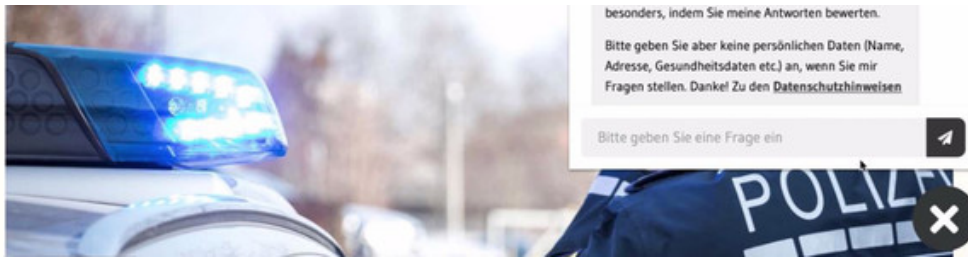 besonders, indem Sie meine Antworten bewerten.
Bitte geben Sie aber keine persönlichen Daten (Name,
Adresse, Gesundheitsdaten etc.) an, wenn Sie mir
Fragen stellen. Danke! Zu den Datenschutzhinweisen
Bitte geben Sie eine Frage ein
POLIZEI